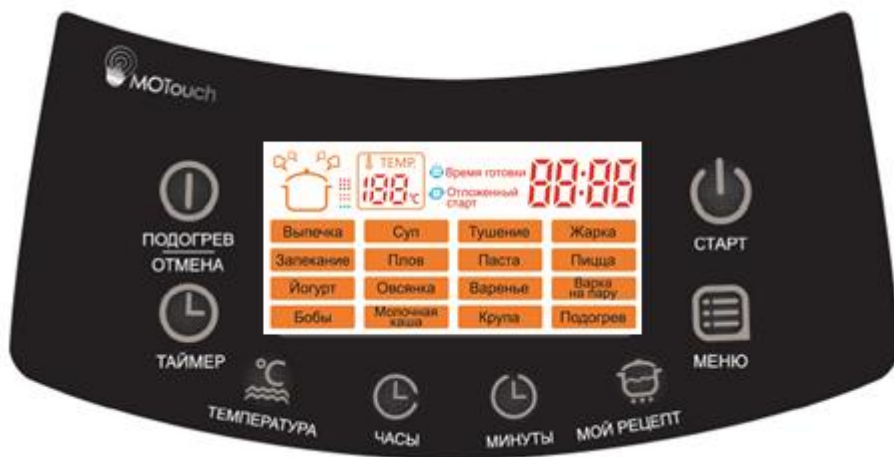 MOTouch
TEMP.
188°C
Время готовки
Отложенный
старт
88:88
Выпечка
Суп
Тушение
Жарка
Запекание
Плов
Паста
Пицца
Йогурт
Овсянка
Варенье
Варка
на пару
Бобы
Молочная
каша
Крупа
Подогрев
ПОДОГРЕВ
ОТМЕНА
СТАРТ
ТАЙМЕР
МЕНЮ
°C
ТЕМПЕРАТУРА
ЧАСЫ
МИНУТЫ
МОЙ РЕЦЕПТ